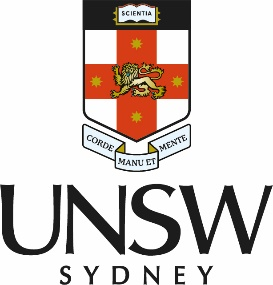 SCIENTIA
CORDE MANU ET MENTE
UNSW
SYDNEY